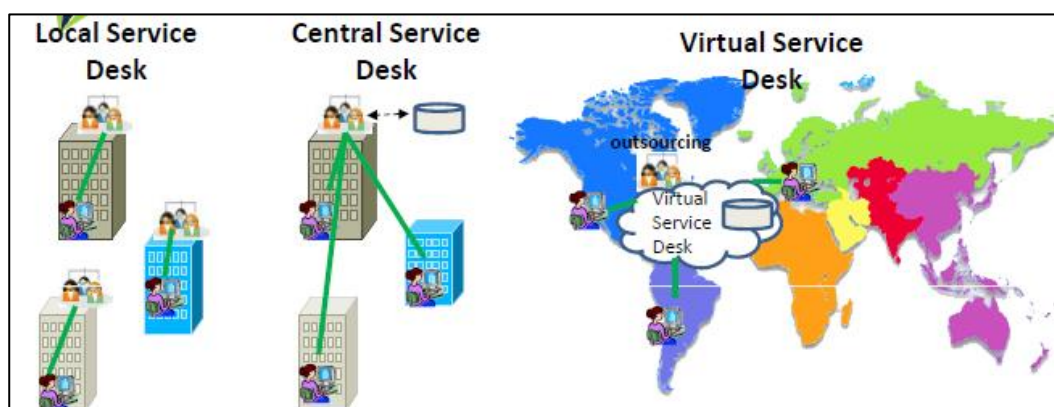 Local Service
Desk
Central Service
Desk
Virtual Service
Desk
outsourcing
Virtual
Service
Desk